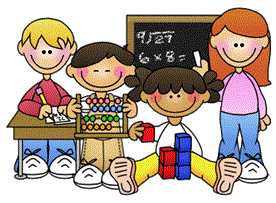 9)27
6 x 8 =